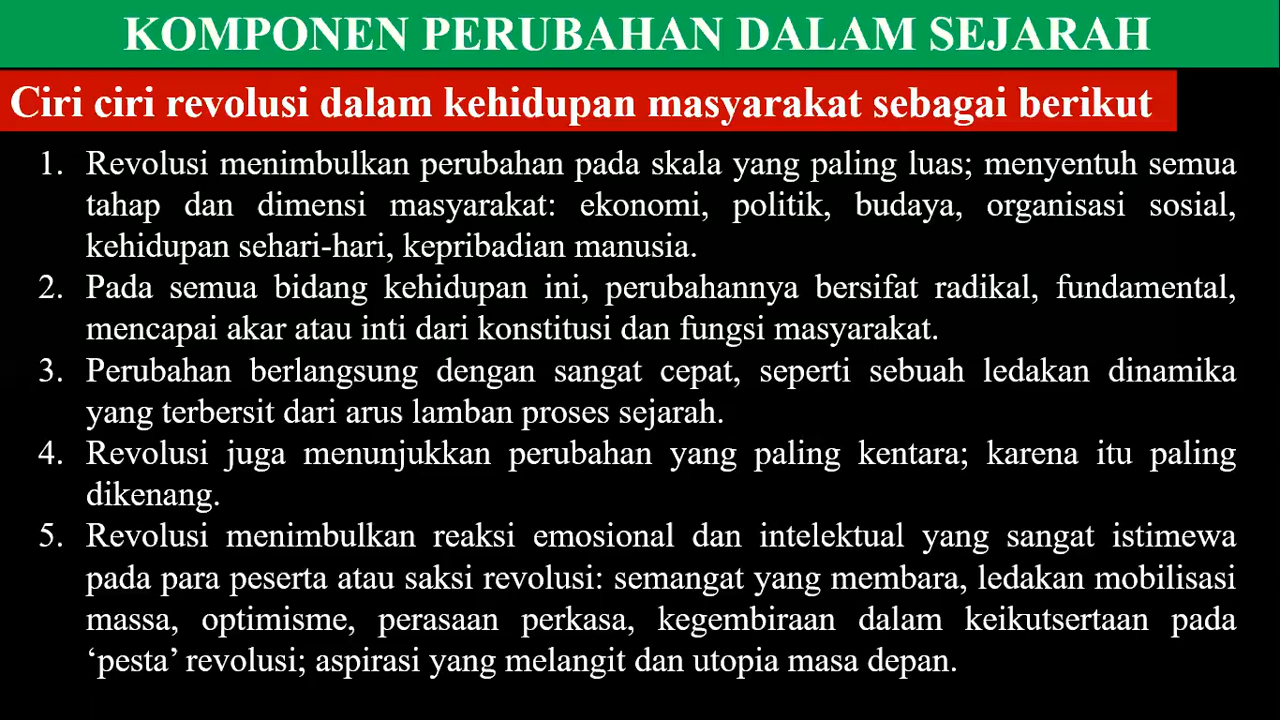 KOMPONEN PERUBAHAN DALAM SEJARAH
Ciri ciri revolusi dalam kehidupan masyarakat sebagai berikut
1. Revolusi menimbulkan perubahan pada skala yang paling luas; menyentuh semua
tahap dan dimensi masyarakat: ekonomi, politik, budaya, organisasi sosial,
kehidupan sehari-hari, kepribadian manusia.
2. Pada semua bidang kehidupan ini, perubahannya bersifat radikal, fundamental,
mencapai akar atau inti dari konstitusi dan fungsi masyarakat.
3. Perubahan berlangsung dengan sangat cepat, seperti sebuah ledakan dinamika
yang terbersit dari arus lamban proses sejarah.
4. Revolusi juga menunjukkan perubahan yang paling kentara; karena itu paling
dikenang.
5. Revolusi menimbulkan reaksi emosional dan intelektual yang sangat istimewa
pada para peserta atau saksi revolusi: semangat yang membara, ledakan mobilisasi
massa, optimisme, perasaan perkasa, kegembiraan dalam keikutsertaan pada
‘pesta’ revolusi; aspirasi yang melangit dan utopia masa depan.